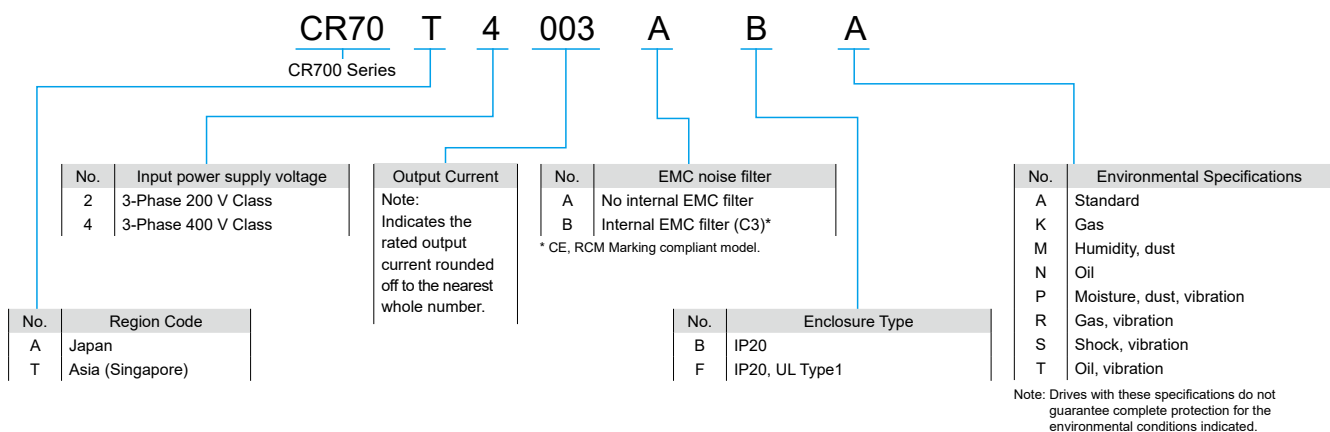 CR70 T 4 003 A B A
CR700 Series
No. Input power supply voltage
2 3-Phase 200 V Class
4 3-Phase 400 V Class
Output Current
Note:
Indicates the
rated output
current rounded
off to the nearest
whole number.
No. EMC noise filter
A No internal EMC filter
B Internal EMC filter (C3)*
* CE, RCM Marking compliant model.
No. Environmental Specifications
A Standard
K Gas
M Humidity, dust
N Oil
P Moisture, dust, vibration
R Gas, vibration
S Shock, vibration
T Oil, vibration
Note: Drives with these specifications do not
guarantee complete protection for the
environmental conditions indicated.
No. Region Code
A Japan
T Asia (Singapore)
No. Enclosure Type
B IP20
F IP20, UL Type1